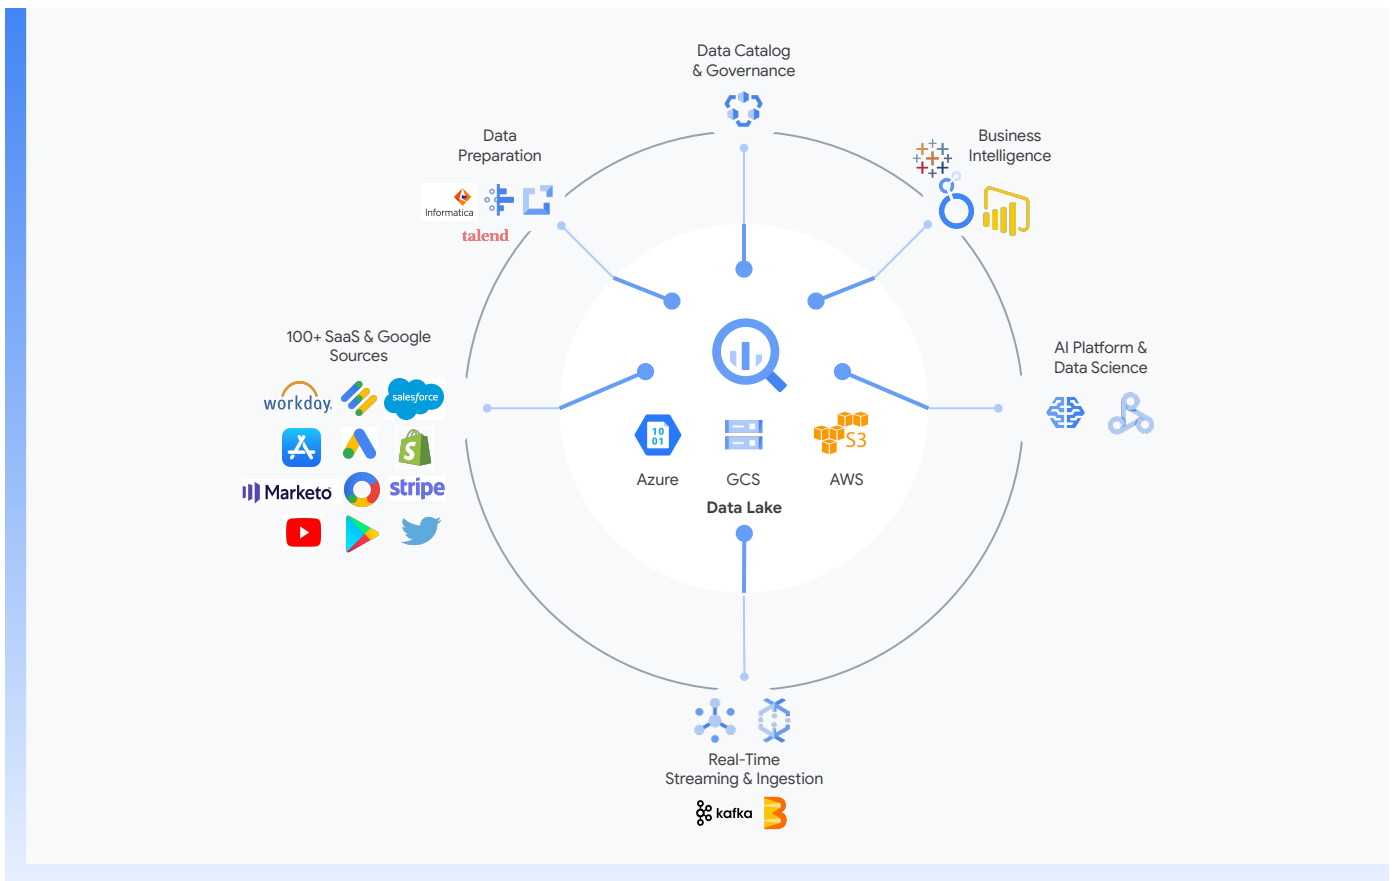 Data Catalog
& Governance
Data
Preparation
Business
Intelligence
Informatica
talend
100+ SaaS & Google
Sources
workday.
salesforce
S
Marketo
stripe
10
01
S3
Azure
GCS
AWS
Data Lake
AI Platform &
Data Science
Real-Time
Streaming & Ingestion
kafka